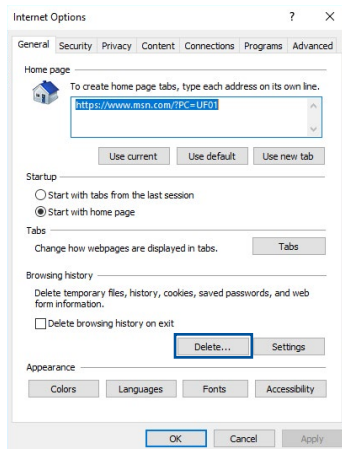 Internet Options ? X
General Security Privacy Content Connections Programs Advanced
Home page
To create home page tabs, type each address on its own line.
https://www.msn.com/?PC=UF01
Use current Use default Use new tab
Startup
Start with tabs from the last session
Start with home page
Tabs
Change how webpages are displayed in tabs. Tabs
Browsing history
Delete temporary files, history, cookies, saved passwords, and web
form information.
Delete browsing history on exit
Delete... Settings
Appearance
Colors Languages Fonts Accessibility
OK Cancel Apply